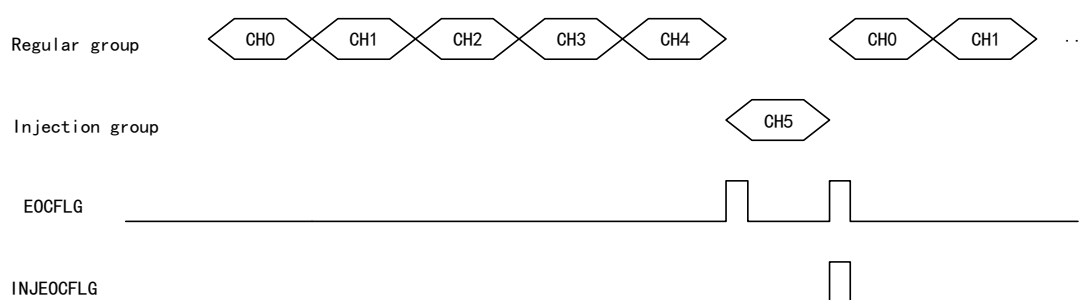 Regular group CH0 CH1 CH2 CH3 CH4 CH0 CH1 ..
Injection group CH5
EOCFLG
INJEOCFLG